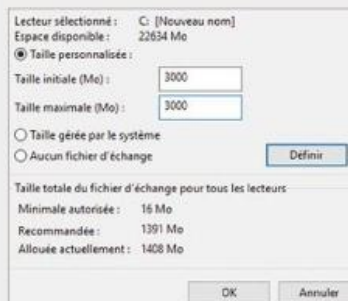 Lecteur sélectionné : C: [Nouveau nom]
Espace disponible : 22634 Mo
Taille personnalisée :
Taille initiale (Mo) : 3000
Taille maximale (Mo) : 3000
Taille gérée par le système
Aucun fichier d'échange Définir
Taille totale du fichier d'échange pour tous les lecteurs
Minimale autorisée : 16 Mo
Recommandée : 1391 Mo
Allouée actuellement : 1408 Mo
OK Annuler